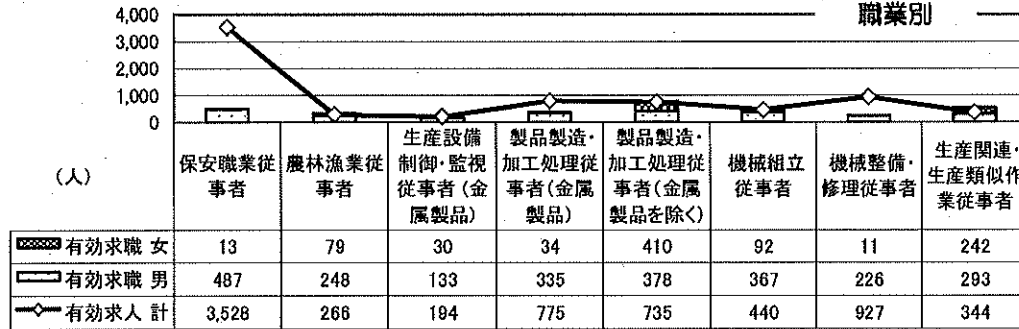 職業別
4,000
3,000
2,000
1,000
0
(人)
保安職業従
事者
農林漁業従
事者
生産設備
制御・監視
従事者(金
属製品)
製品製造・
加工処理従
事者(金属
製品)
製品製造・
加工処理従
事者(金属
製品を除く)
機械組立
従事者
機械整備・
修理従事者
生産関連・
生産類似作
業従事者
有効求職 女 13 79 30 34 410 92 11 242
有効求職 男 487 248 133 335 378 367 226 293
有効求人 計 3,528 266 194 775 735 440 927 344